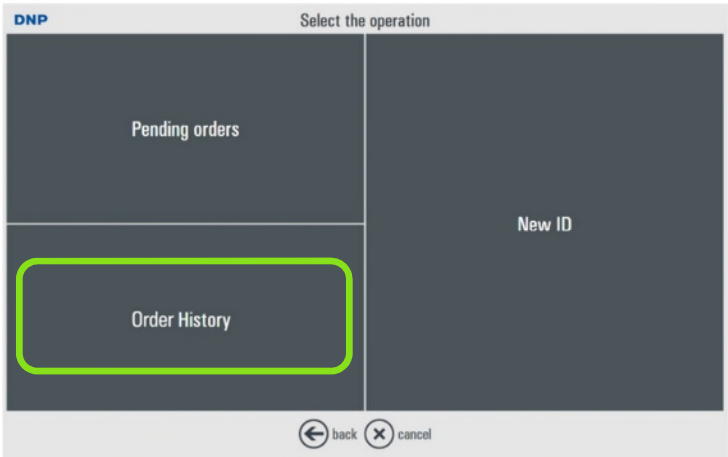 DNP
Select the operation
Pending orders
New ID
Order History
back
cancel